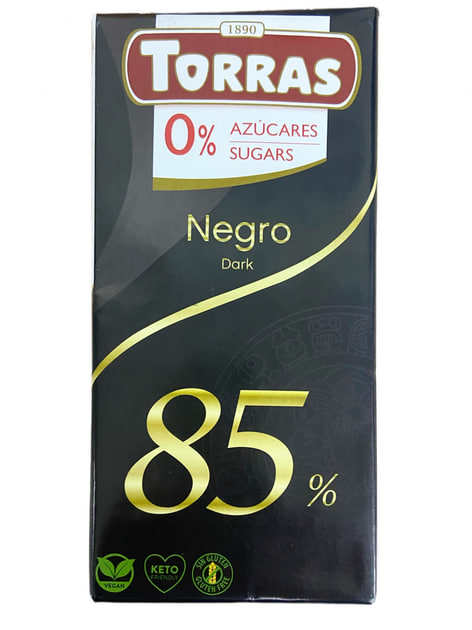 1890
TORRAS
0% AZÚCARES
SUGARS
Negro
Dark
85%
VEGAN
KETO
FRIENDLY
SIN GLUTEN
GLUTEN FREE